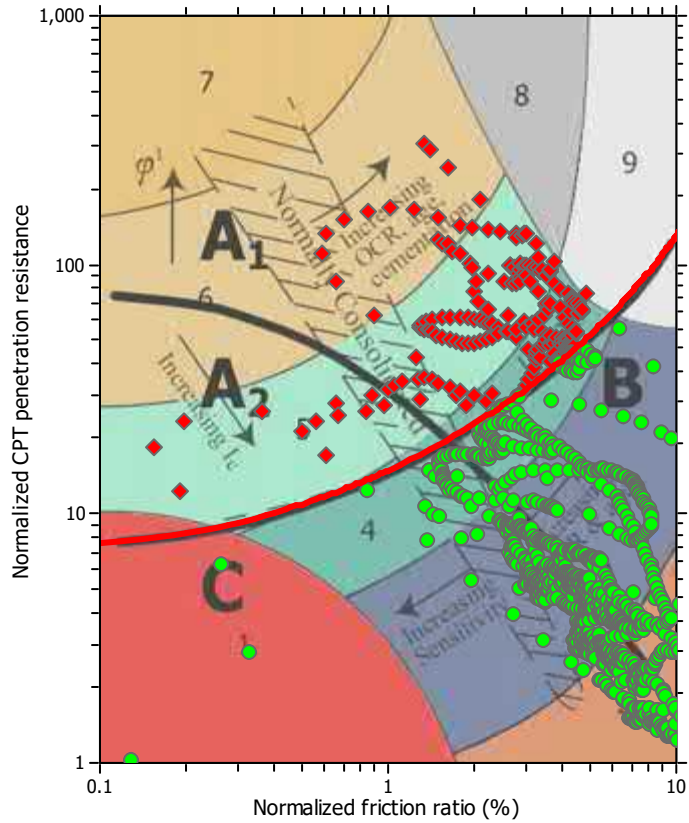 1,000
7
8
9
φ¹
Normally Consolidated
Increasing
OCR, age,
cementation
A1
100
6
A2
Increasing Ic
B
5
10
4
C
1
Increasing
Sensitivity
1
0.1
1
10
Normalized friction ratio (%)
Normalized CPT penetration resistance